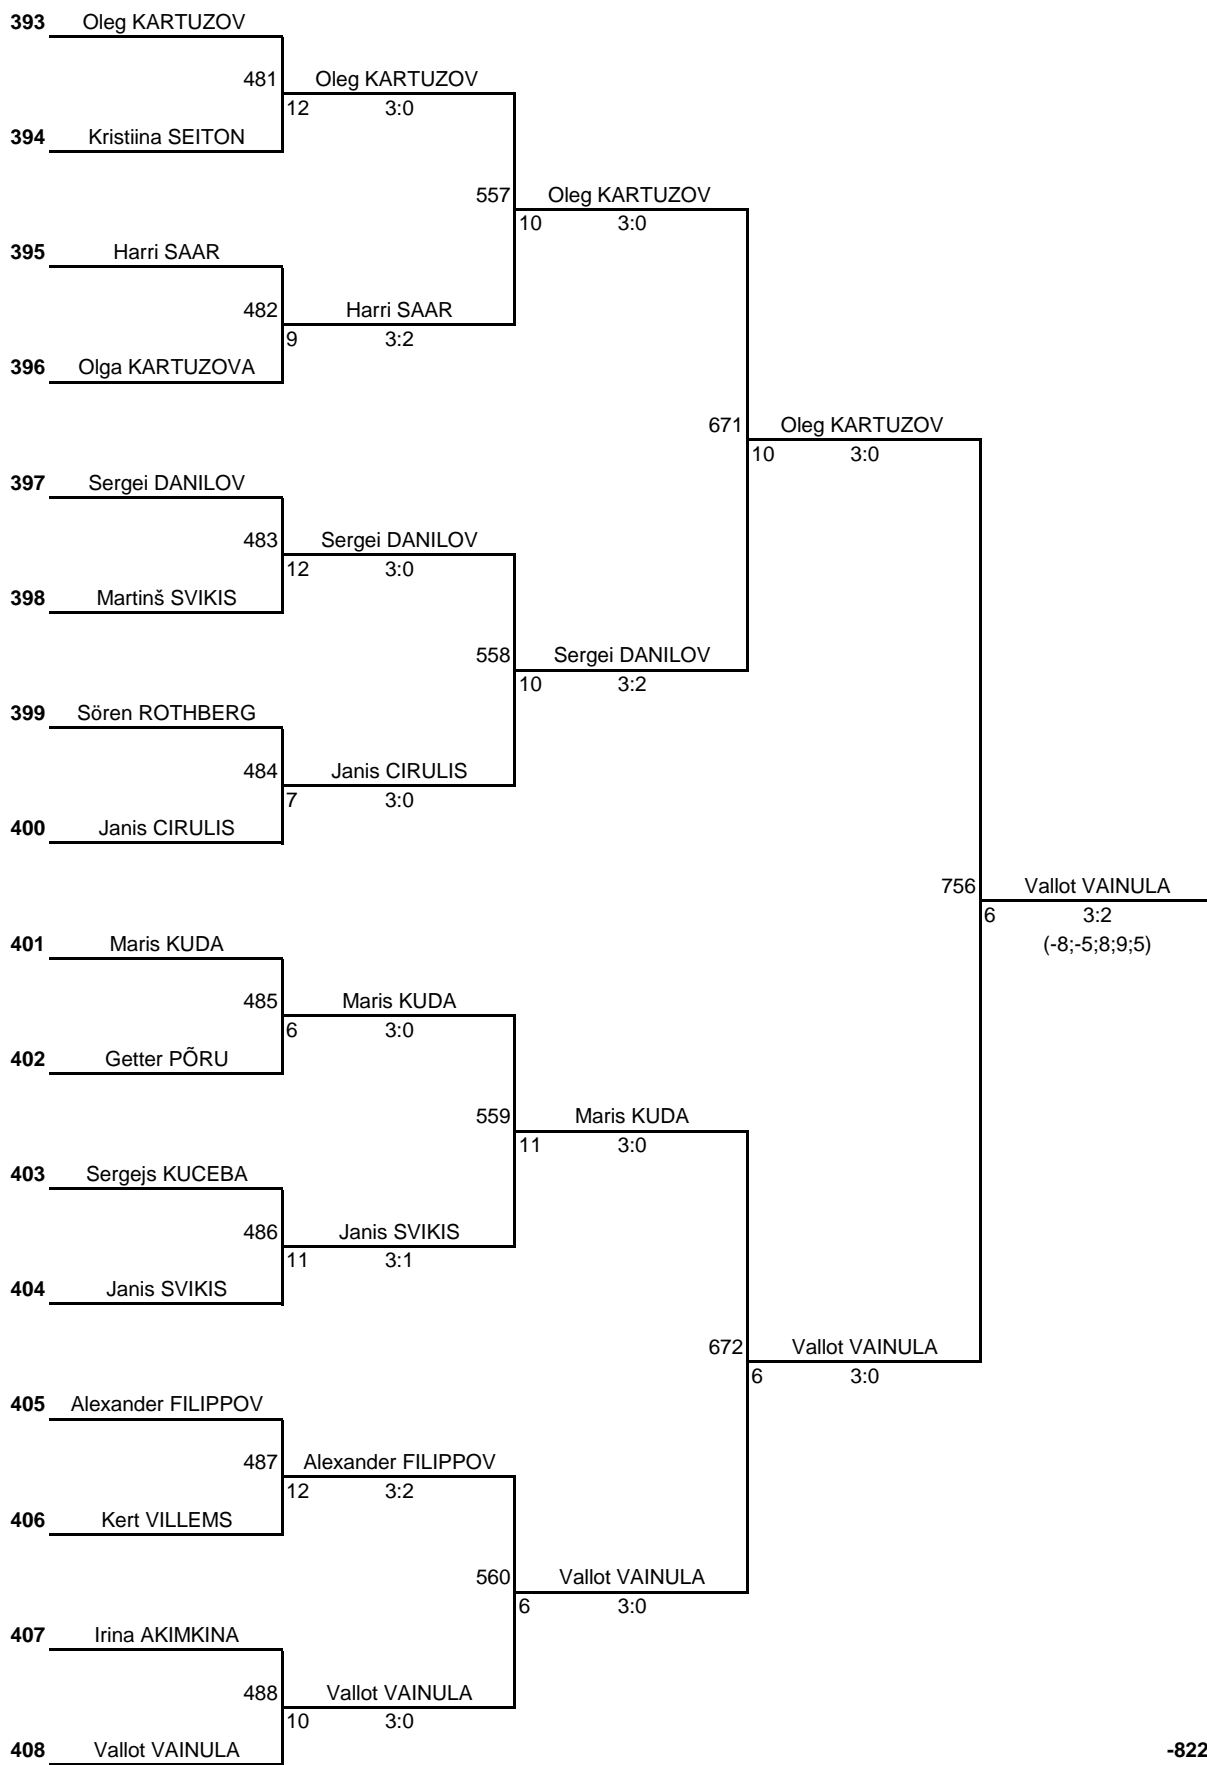 393 Oleg KARTUZOV
481 Oleg KARTUZOV
12 3:0
394 Kristiina SEITON
557 Oleg KARTUZOV
10 3:0
395 Harri SAAR
482 Harri SAAR
9 3:2
396 Olga KARTUZOVA
671 Oleg KARTUZOV
10 3:0
397 Sergei DANILOV
483 Sergei DANILOV
12 3:0
398 Martinš SVIKIS
558 Sergei DANILOV
10 3:2
399 Sören ROTHBERG
484 Janis CIRULIS
7 3:0
400 Janis CIRULIS
756 Vallot VAINULA
6 3:2
401 Maris KUDA (-8;-5;8;9;5)
485 Maris KUDA
6 3:0
402 Getter PÕRU
559 Maris KUDA
11 3:0
403 Sergejs KUCEBA
486 Janis SVIKIS
11 3:1
404 Janis SVIKIS
672 Vallot VAINULA
6 3:0
405 Alexander FILIPPOV
487 Alexander FILIPPOV
12 3:2
406 Kert VILLEMS
560 Vallot VAINULA
6 3:0
407 Irina AKIMKINA
488 Vallot VAINULA
10 3:0
408 Vallot VAINULA -822